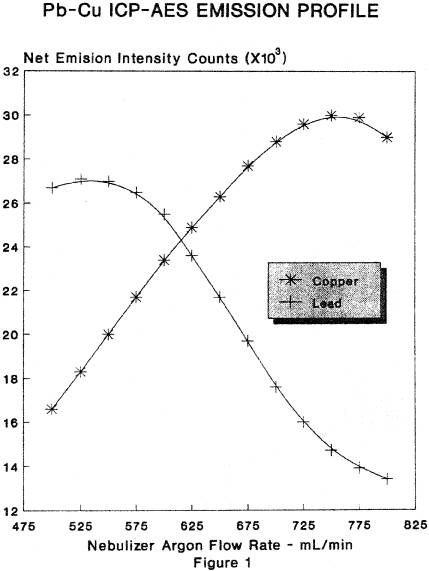 Pb-Cu ICP-AES EMISSION PROFILE
Net Emision Intensity Counts (X10³)
32
30
28
26
24
22
20
18
16
14
12
Copper
Lead
475 525 575 625 675 725 775 825
Nebulizer Argon Flow Rate - mL/min
Figure 1